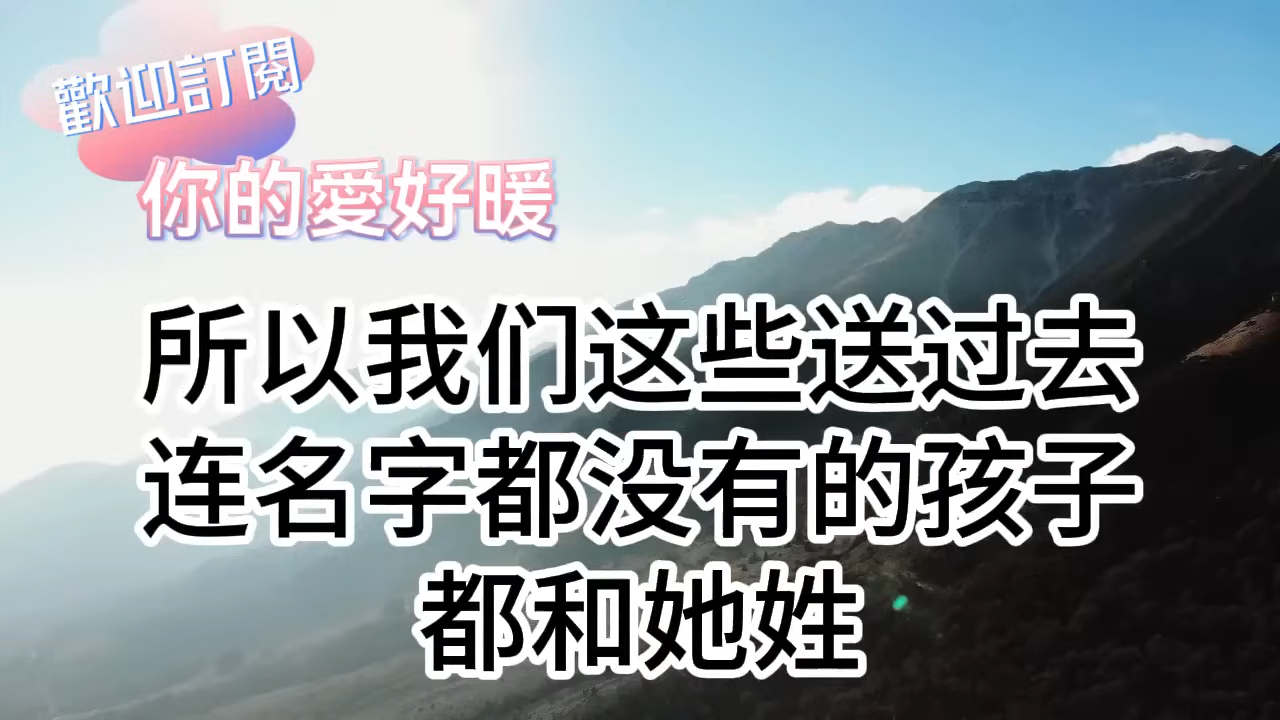 歡迎訂閱
你的愛好暖
所以我们这些送过去
连名字都没有的孩子
都和她姓